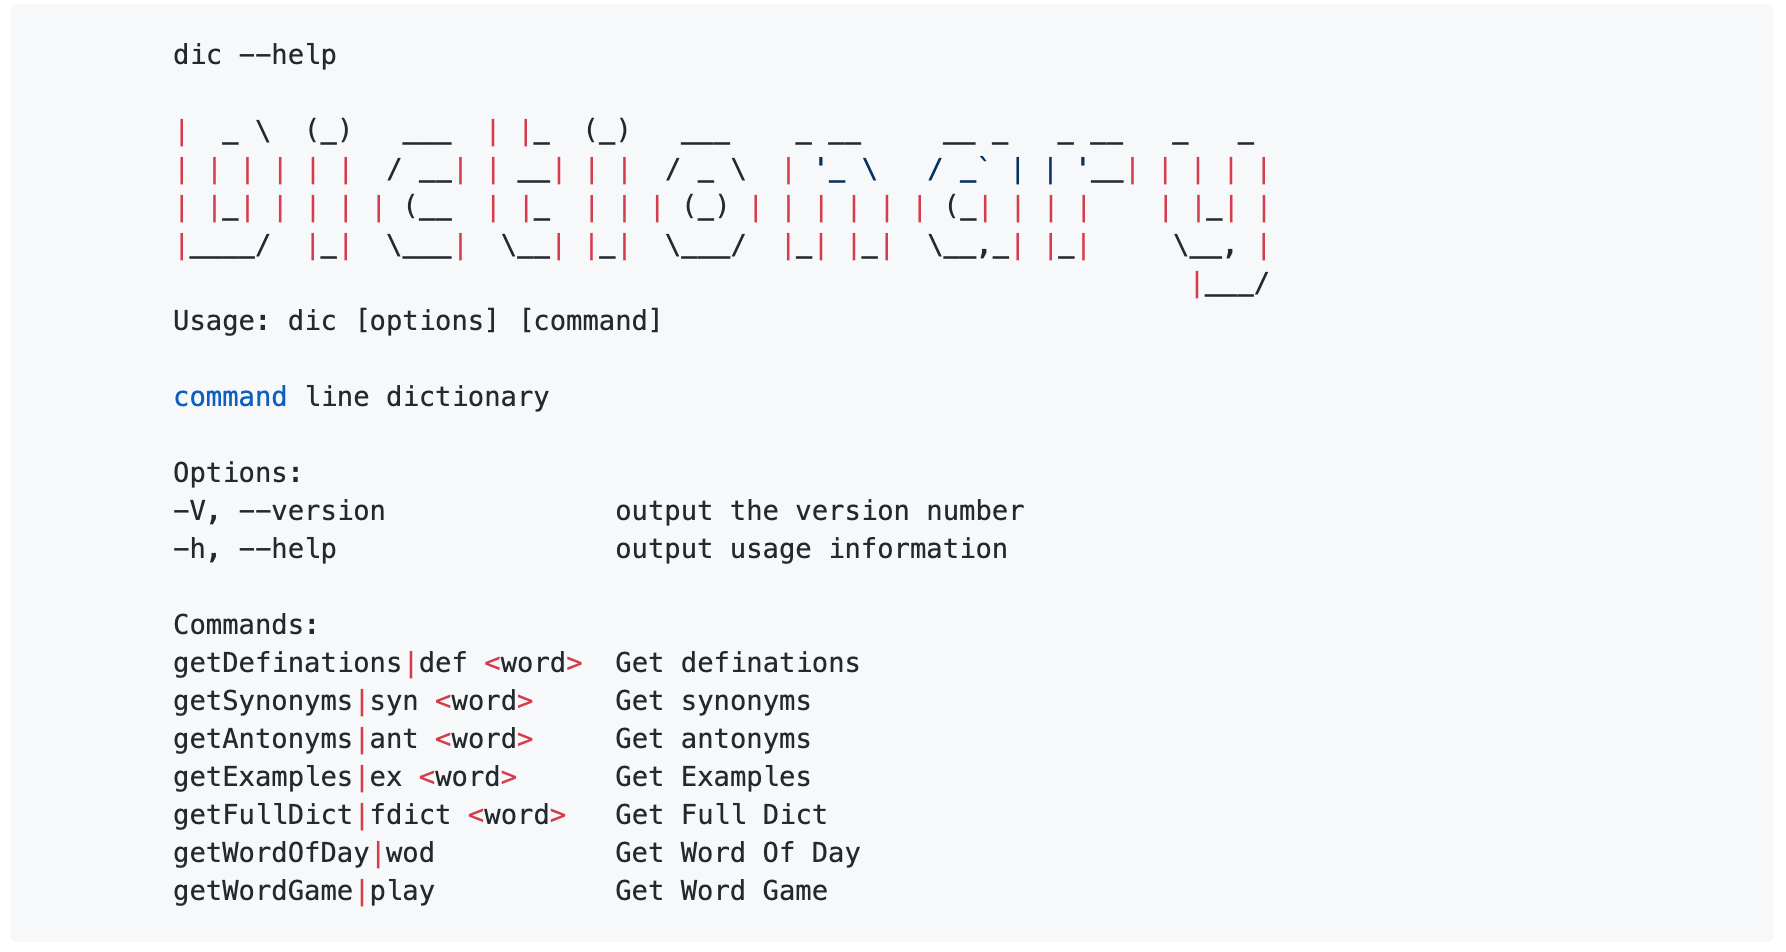 dic --help
|  _ \  (_)   ___  | |_  (_)   ___    _ __     __ _   _ __   _   _
| | | | | |  / __| | __| | |  / _ \  | '_ \   / _` | | '__| | | | |
| |_| | | | | (__  | |_  | | | (_) | | | | | | (_| | | |    | |_| |
|____/  |_|  \___|  \__| |_|  \___/  |_| |_|  \__,_| |_|     \__, |
                                                              |___/
Usage: dic [options] [command]
command line dictionary
Options:
-V, --version              output the version number
-h, --help                 output usage information
Commands:
getDefinations|def <word>  Get definations
getSynonyms|syn <word>     Get synonyms
getAntonyms|ant <word>     Get antonyms
getExamples|ex <word>      Get Examples
getFullDict|fdict <word>   Get Full Dict
getWordOfDay|wod           Get Word Of Day
getWordGame|play           Get Word Game